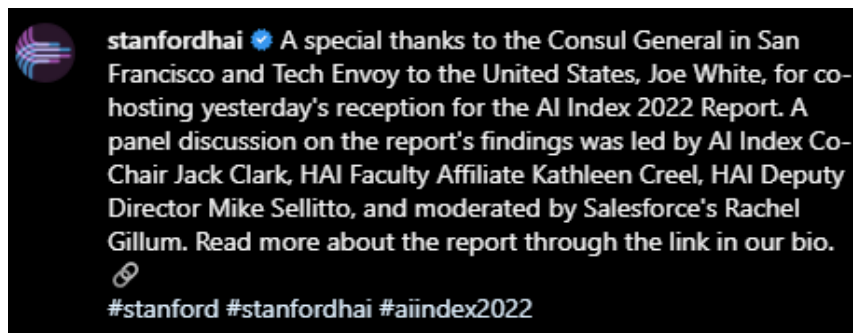 stanfordhai A special thanks to the Consul General in San
Francisco and Tech Envoy to the United States, Joe White, for co-
hosting yesterday's reception for the AI Index 2022 Report. A
panel discussion on the report's findings was led by AI Index Co-
Chair Jack Clark, HAI Faculty Affiliate Kathleen Creel, HAI Deputy
Director Mike Sellitto, and moderated by Salesforce's Rachel
Gillum. Read more about the report through the link in our bio.
🔗
#stanford #stanfordhai #aiindex2022